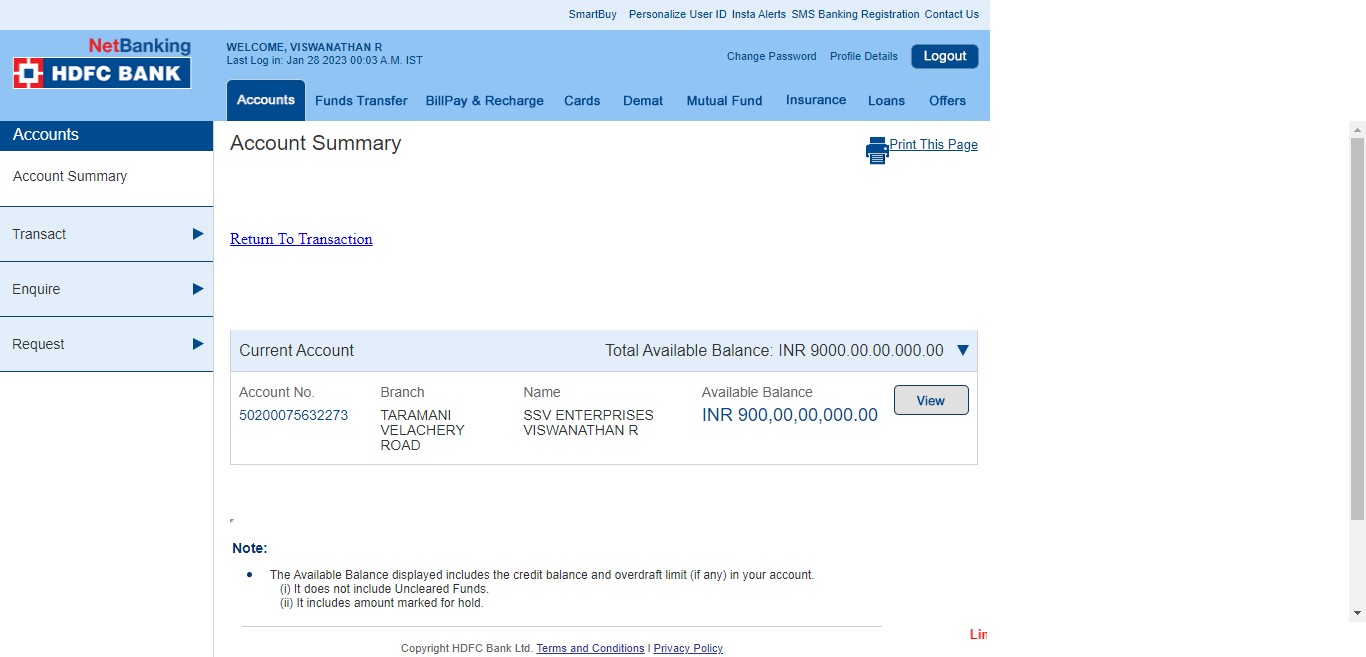 SmartBuy Personalize User ID Insta Alerts SMS Banking Registration Contact Us
NetBanking
HDFC BANK
WELCOME, VISWANATHAN R
Last Log in: Jan 28 2023 00:03 A.M. IST
Change Password Profile Details Logout
Accounts Funds Transfer BillPay & Recharge Cards Demat Mutual Fund Insurance Loans Offers
Accounts
Account Summary
Transact
Enquire
Request
Account Summary
Print This Page
Return To Transaction
Current Account Total Available Balance: INR 9000.00.00.000.00
Account No. Branch Name Available Balance
50200075632273 TARAMANI SSV ENTERPRISES INR 900,00,00,000.00 View
VELACHERY VISWANATHAN R
ROAD
Note:
The Available Balance displayed includes the credit balance and overdraft limit (if any) in your account.
(i) It does not include Uncleared Funds.
(ii) It includes amount marked for hold.
Copyright HDFC Bank Ltd. Terms and Conditions I Privacy Policy